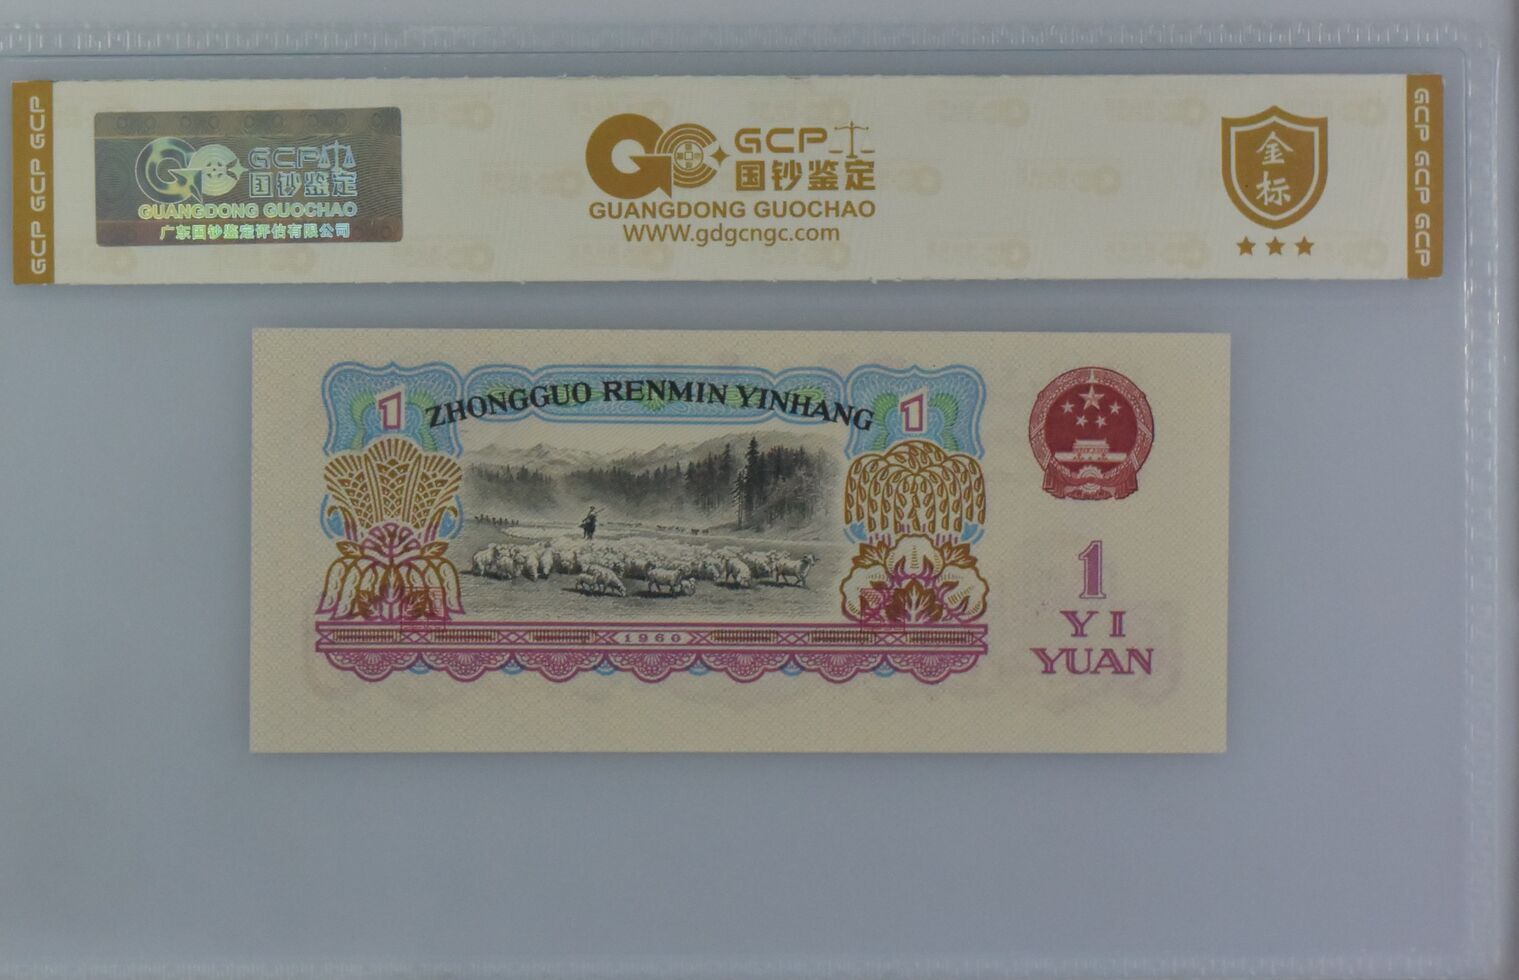 GCP GCP GCP
GCP
国钞鉴定
GUANGDONG GUOCHAO
广东国钞鉴定评估有限公司
GCP
国钞鉴定
GUANGDONG GUOCHAO
WWW.gdgcngc.com
金标
GCP GCP GCP
1
ZHONGGUO RENMIN YINHANG
1
1960
1
YI
YUAN